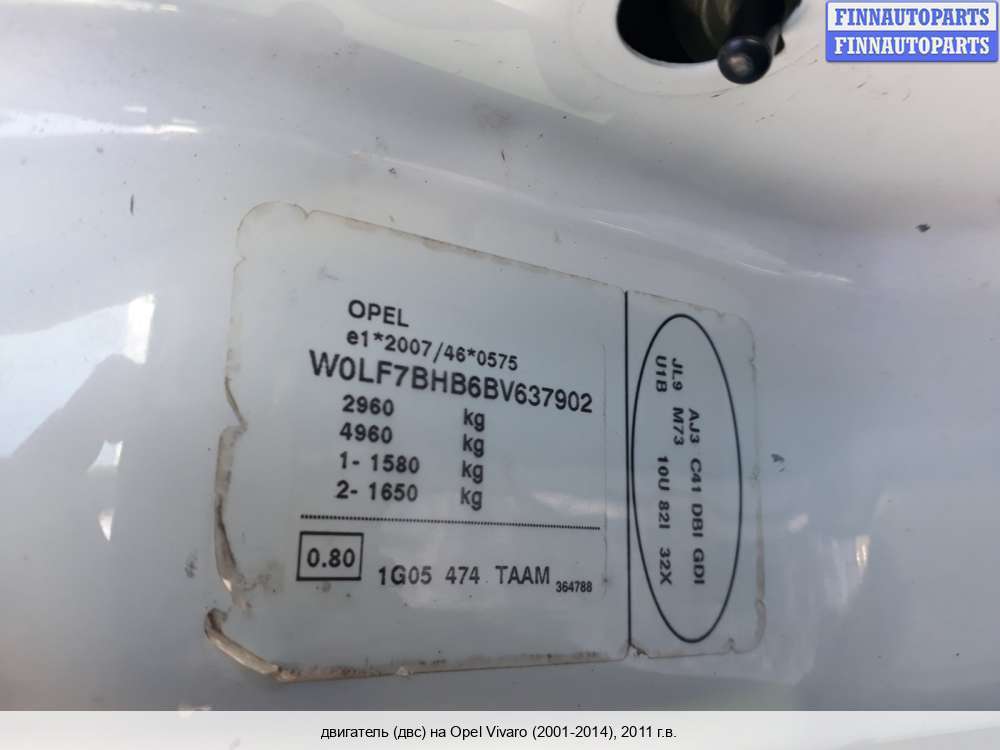 FINNAUTOPARTS
FINNAUTOPARTS
OPEL
e1*2007/46*0575
W0LF7BHB6BV637902
2960 kg
4960 kg
1- 1580 kg
2- 1650 kg
0.80
1G05 474 TAAM 364788
AJ3 C41 DBI GDI
JL9 M73 10U 82I 32X
U1B
двигатель (двс) на Opel Vivaro (2001-2014), 2011 г.в.